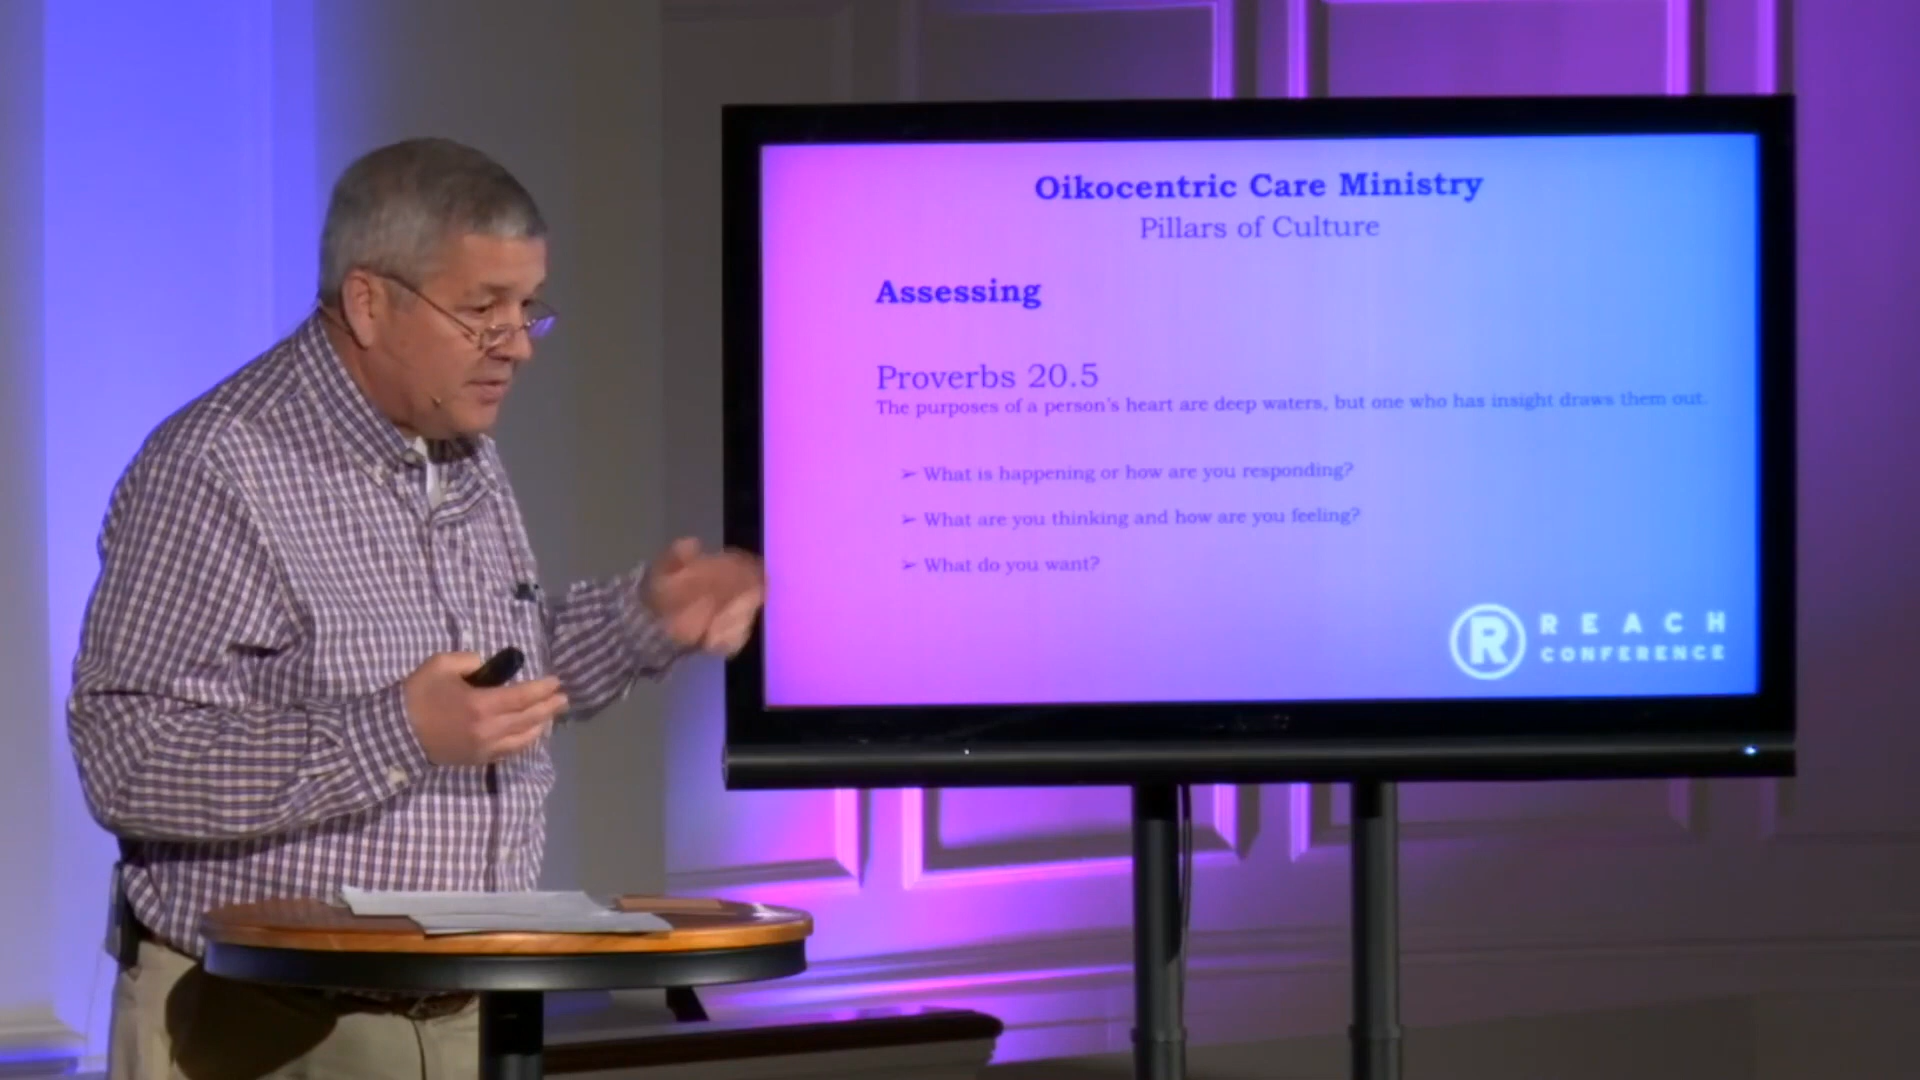 Oikocentric Care Ministry
Pillars of Culture
Assessing
Proverbs 20.5
The purposes of a person's heart are deep waters, but one who has insight draws them out.
➢ What is happening or how are you responding?
➢ What are you thinking and how are you feeling?
➢ What do you want?
R REACH
CONFERENCE